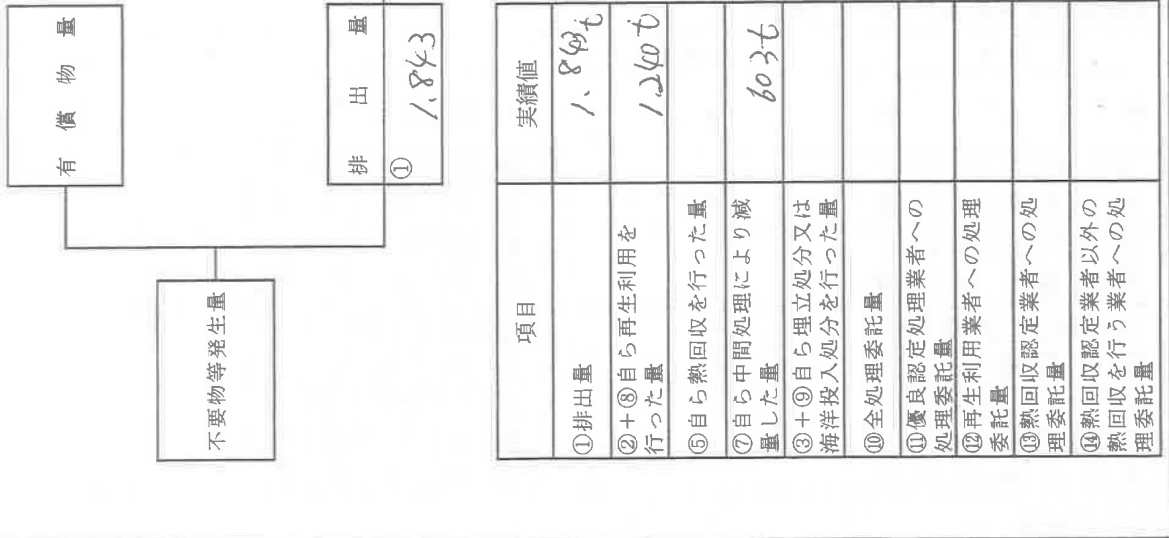 不要物等発生量
有償物量
排出量
①
1.843
項目
実績値
①排出量
1.843t
②+⑧自ら再生利用を
行った量
1.240t
⑤自ら熱回収を行った量
⑦自ら中間処理により減
量した量
603t
③+⑨自ら埋立処分又は
海洋投入処分を行った量
⑩全処理委託量
⑪優良認定処理業者への
処理委託量
⑫再生利用業者への処理
委託量
⑬熱回収認定業者への処
理委託量
⑭熱回収認定業者以外の
熱回収を行う業者への処
理委託量